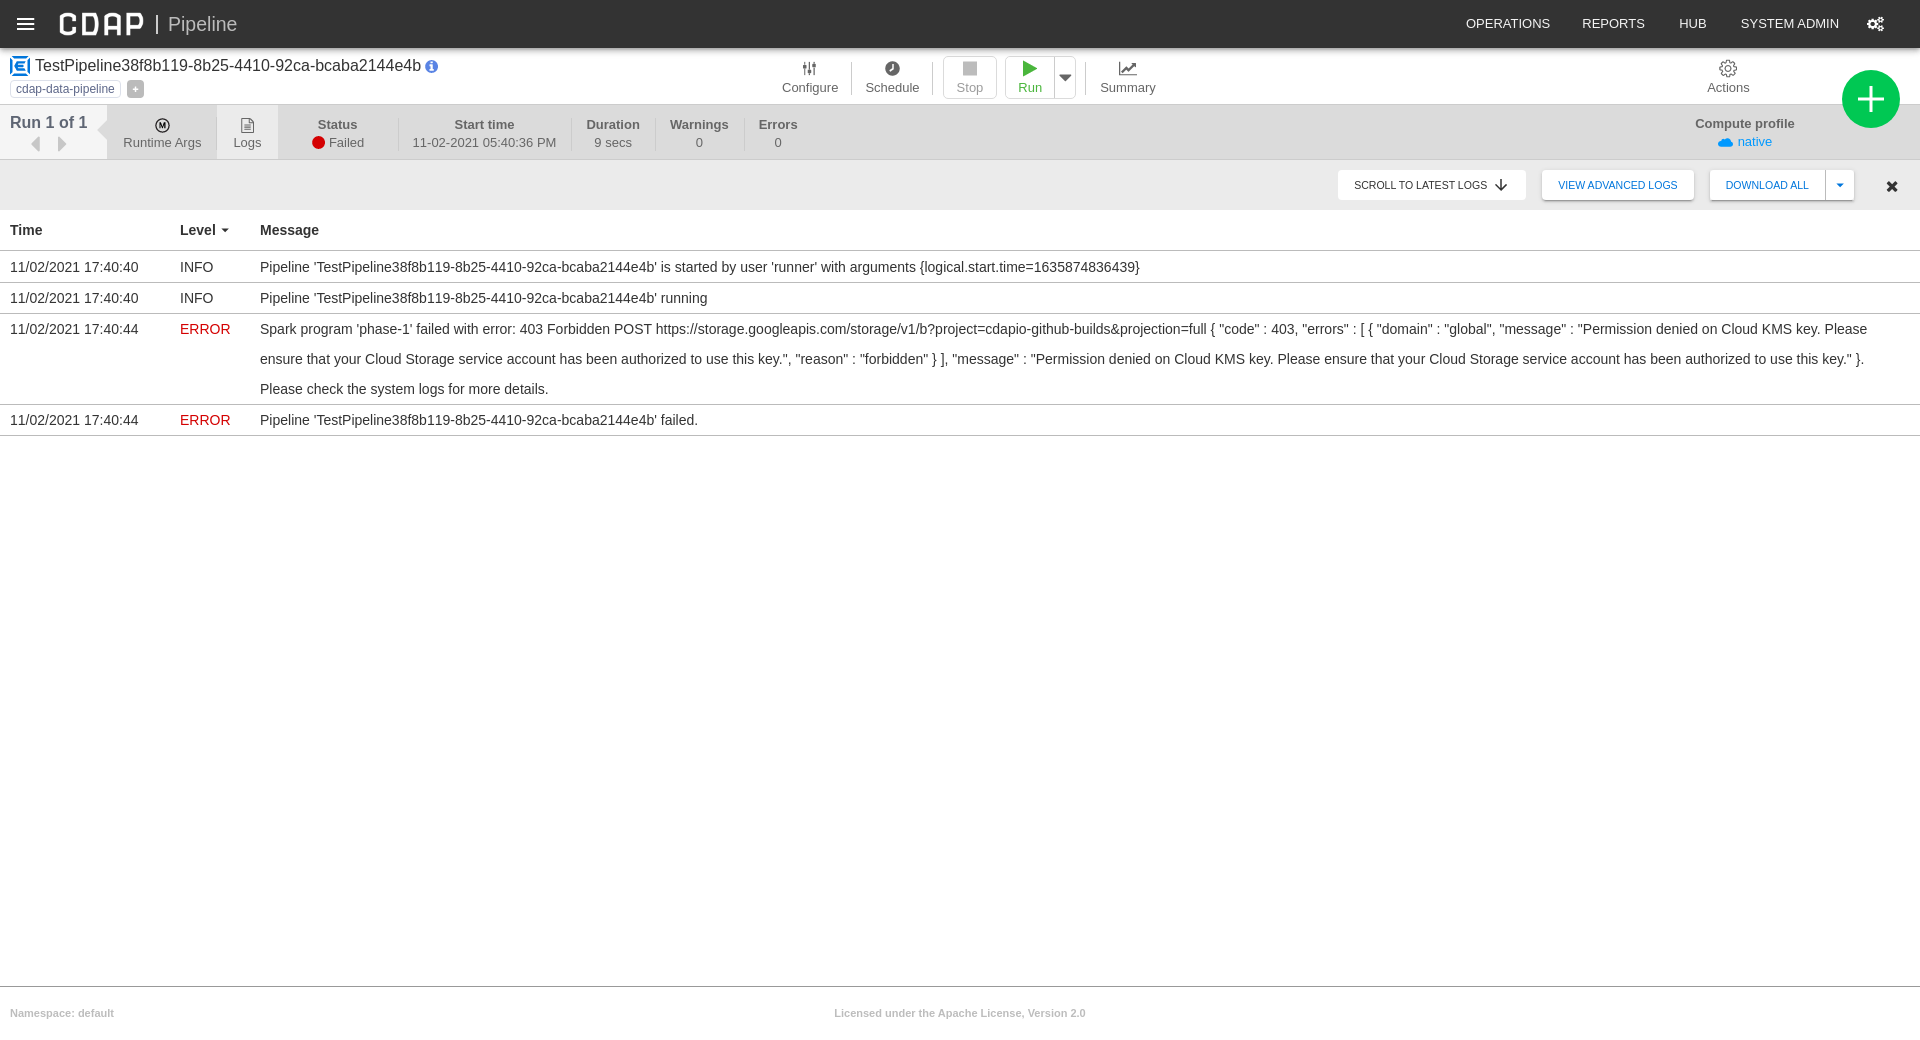 CDAP | Pipeline
OPERATIONS REPORTS HUB SYSTEM ADMIN
TestPipeline38f8b119-8b25-4410-92ca-bcaba2144e4b
cdap-data-pipeline +
Configure Schedule Stop Run Summary Actions
Run 1 of 1
Runtime Args
Logs
Status
Failed
Start time
11-02-2021 05:40:36 PM
Duration
9 secs
Warnings
0
Errors
0
Compute profile
native
SCROLL TO LATEST LOGS VIEW ADVANCED LOGS DOWNLOAD ALL
Time Level Message
11/02/2021 17:40:40 INFO Pipeline 'TestPipeline38f8b119-8b25-4410-92ca-bcaba2144e4b' is started by user 'runner' with arguments {logical.start.time=1635874836439}
11/02/2021 17:40:40 INFO Pipeline 'TestPipeline38f8b119-8b25-4410-92ca-bcaba2144e4b' running
11/02/2021 17:40:44 ERROR Spark program 'phase-1' failed with error: 403 Forbidden POST https://storage.googleapis.com/storage/v1/b?project=cdapio-github-builds&projection=full { "code" : 403, "errors" : [ { "domain" : "global", "message" : "Permission denied on Cloud KMS key. Please
ensure that your Cloud Storage service account has been authorized to use this key.", "reason" : "forbidden" } ], "message" : "Permission denied on Cloud KMS key. Please ensure that your Cloud Storage service account has been authorized to use this key." }.
Please check the system logs for more details.
11/02/2021 17:40:44 ERROR Pipeline 'TestPipeline38f8b119-8b25-4410-92ca-bcaba2144e4b' failed.
Namespace: default Licensed under the Apache License, Version 2.0